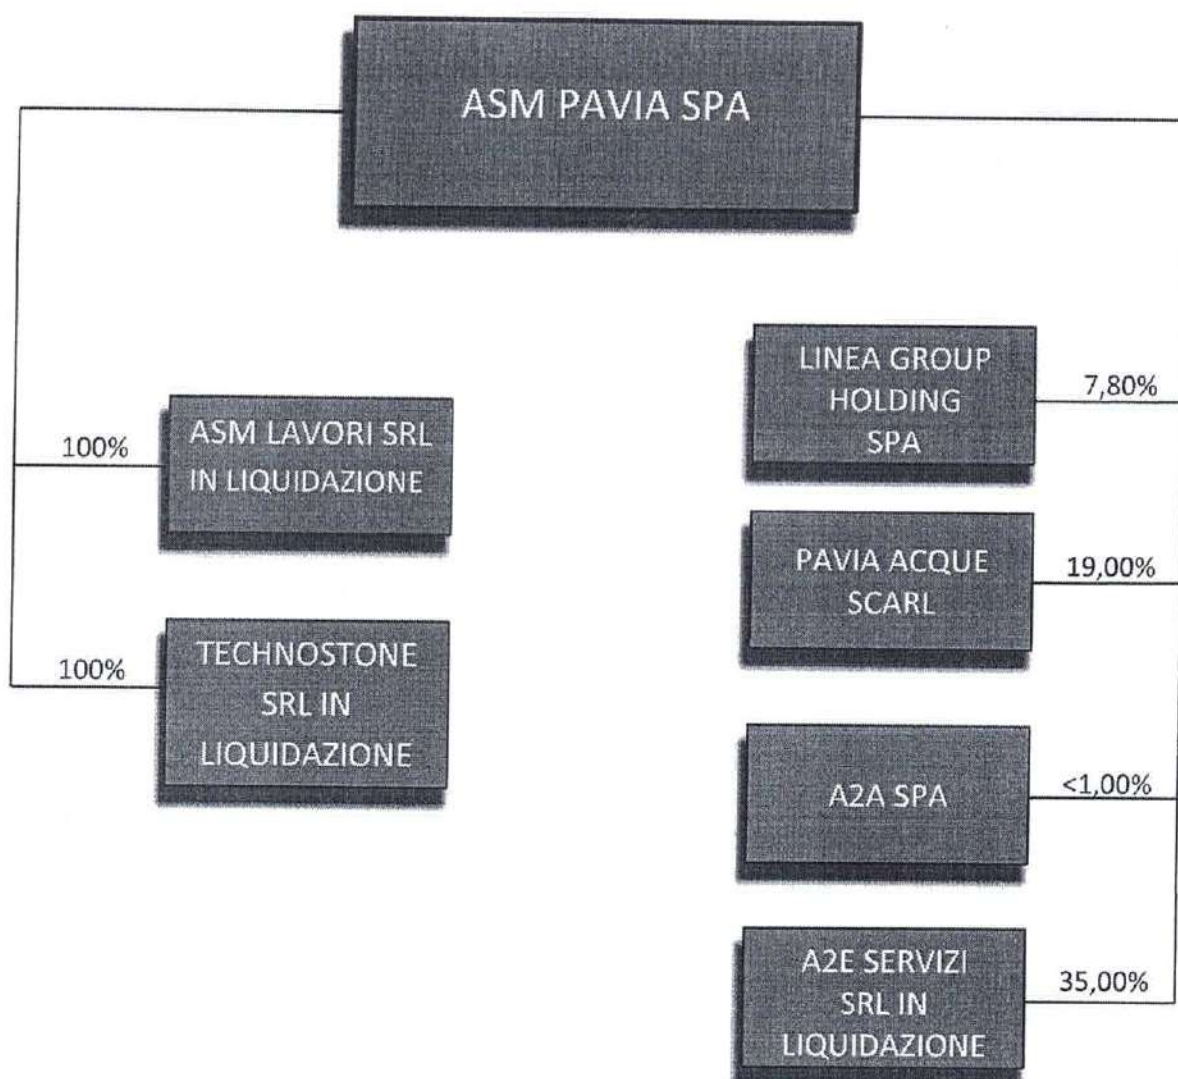 ASM PAVIA SPA
100%
ASM LAVORI SRL
IN LIQUIDAZIONE
100%
TECHNOSTONE
SRL IN
LIQUIDAZIONE
LINEA GROUP
HOLDING
SPA
7,80%
PAVIA ACQUE
SCARL
19,00%
A2A SPA
<1,00%
A2E SERVIZI
SRL IN
LIQUIDAZIONE
35,00%